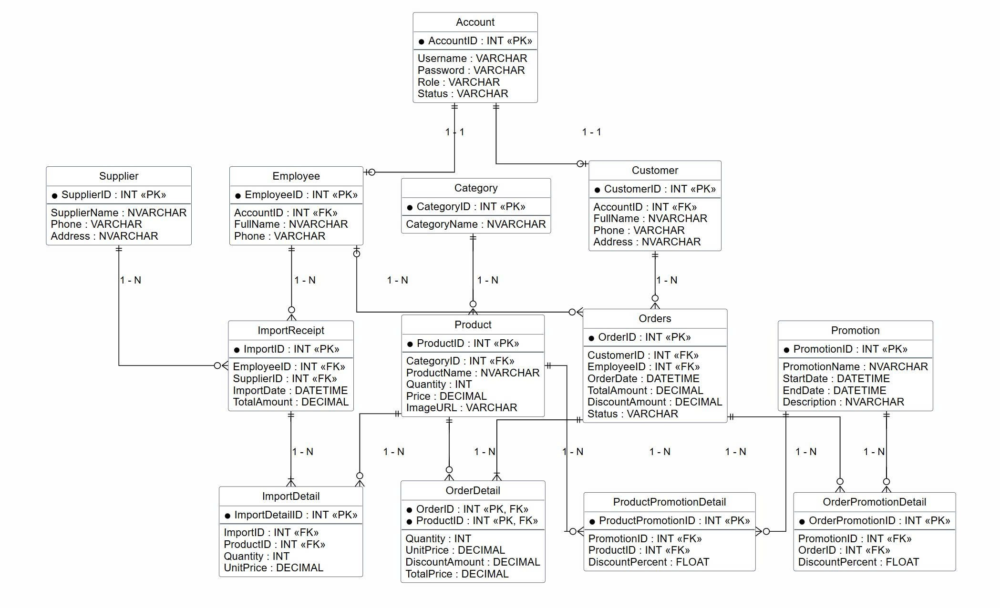 Account
AccountID : INT «PK»
Username : VARCHAR
Password : VARCHAR
Role : VARCHAR
Status : VARCHAR
1 - 1
1 - 1
Supplier
SupplierID : INT «PK»
SupplierName : NVARCHAR
Phone : VARCHAR
Address : NVARCHAR
Employee
EmployeeID : INT «PK»
AccountID : INT «FK»
FullName : NVARCHAR
Phone : VARCHAR
Category
CategoryID : INT «PK»
CategoryName : NVARCHAR
Customer
CustomerID : INT «PK»
AccountID : INT «FK»
FullName : NVARCHAR
Phone : VARCHAR
Address : NVARCHAR
1 - N
1 - N
1 - N
1 - N
1 - N
ImportReceipt
ImportID : INT «PK»
EmployeeID : INT «FK»
SupplierID : INT «FK»
ImportDate : DATETIME
TotalAmount : DECIMAL
Product
ProductID : INT «PK»
CategoryID : INT «FK»
ProductName : NVARCHAR
Quantity : INT
Price : DECIMAL
ImageURL : VARCHAR
Orders
OrderID : INT «PK»
CustomerID : INT «FK»
EmployeeID : INT «FK»
OrderDate : DATETIME
TotalAmount : DECIMAL
DiscountAmount : DECIMAL
Status : VARCHAR
Promotion
PromotionID : INT «PK»
PromotionName : NVARCHAR
StartDate : DATETIME
EndDate : DATETIME
Description : NVARCHAR
1 - N
1 - N
1 - N
1 - N
1 - N
1 - N
1 - N
1 - N
ImportDetail
ImportDetailID : INT «PK»
ImportID : INT «FK»
ProductID : INT «FK»
Quantity : INT
UnitPrice : DECIMAL
OrderDetail
OrderID : INT «PK, FK»
ProductID : INT «PK, FK»
Quantity : INT
UnitPrice : DECIMAL
DiscountAmount : DECIMAL
TotalPrice : DECIMAL
ProductPromotionDetail
ProductPromotionID : INT «PK»
PromotionID : INT «FK»
ProductID : INT «FK»
DiscountPercent : FLOAT
OrderPromotionDetail
OrderPromotionID : INT «PK»
PromotionID : INT «FK»
OrderID : INT «FK»
DiscountPercent : FLOAT